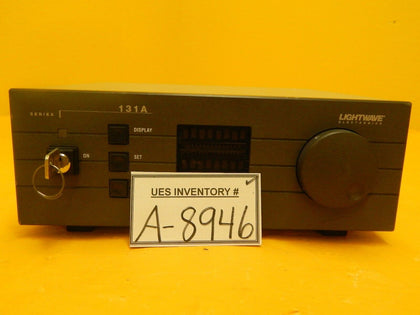 SERIES 131A
LIGHTWAVE
ELECTRONICS
DISPLAY
ON
SET
UES INVENTORY #
A-8946